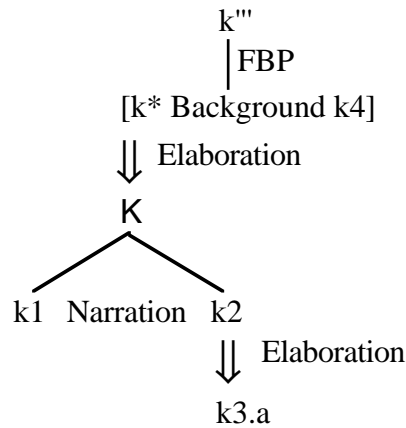 k'''
FBP
[k* Background k4]
Elaboration
K
k1 Narration k2
Elaboration
k3.a